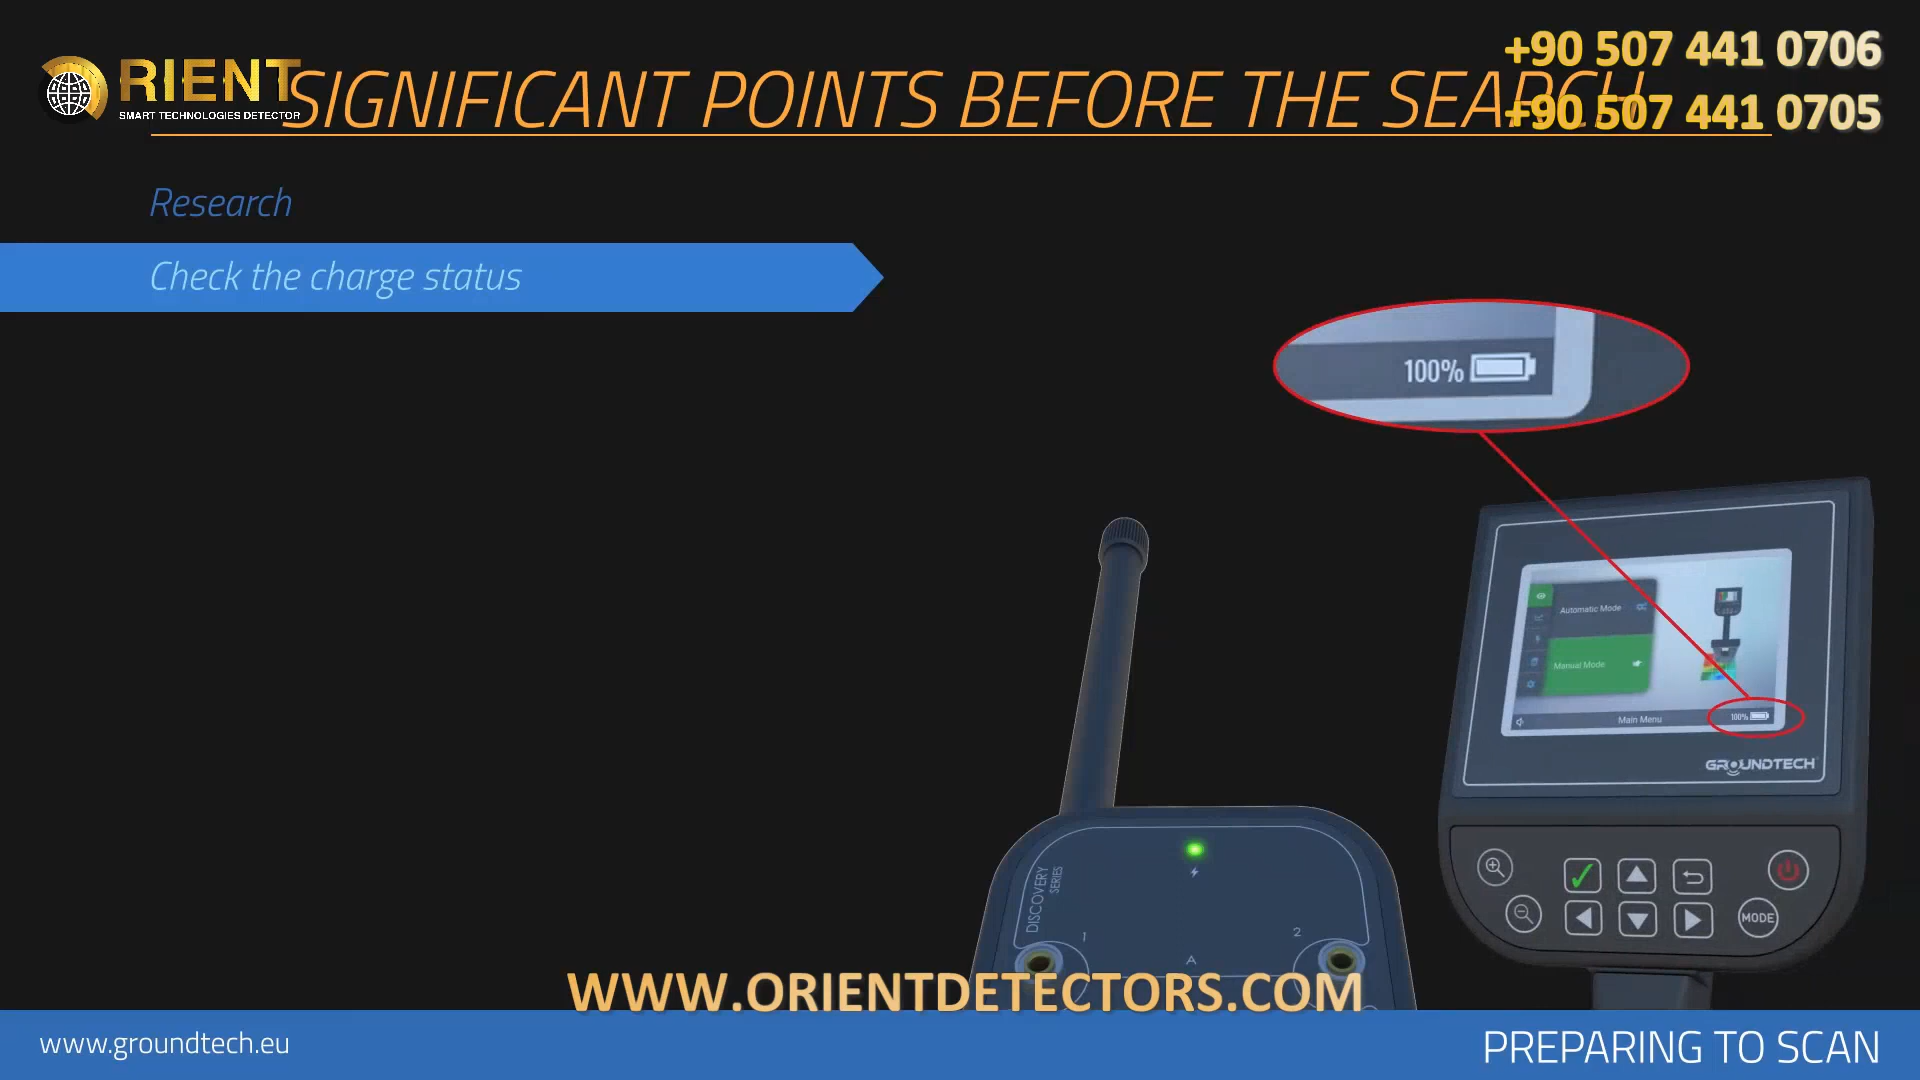 RIENT
SMART TECHNOLOGIES DETECTOR
SIGNIFICANT POINTS BEFORE THE SEARCH
+90 507 441 0706
+90 507 441 0705
Research
Check the charge status
100%
Automatic Mode
Manual Mode
Main Menu
100%
GROUNDTECH
MODE
DISCOVERY
SERIES
1
2
A
WWW.ORIENTDETECTORS.COM
www.groundtech.eu
PREPARING TO SCAN